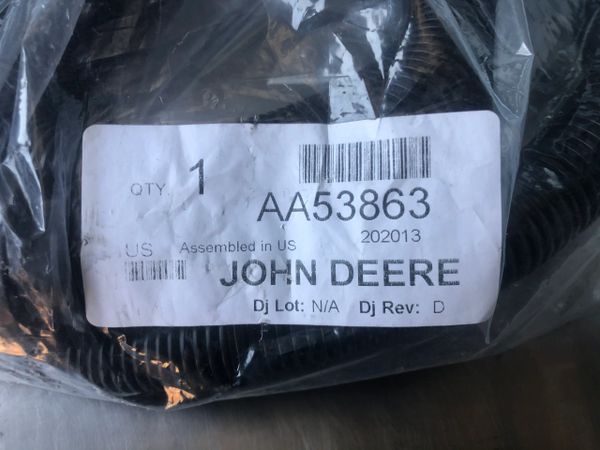 QTY. 1
AA53863
202013
US Assembled in US
JOHN DEERE
Dj Lot: N/A Dj Rev: D